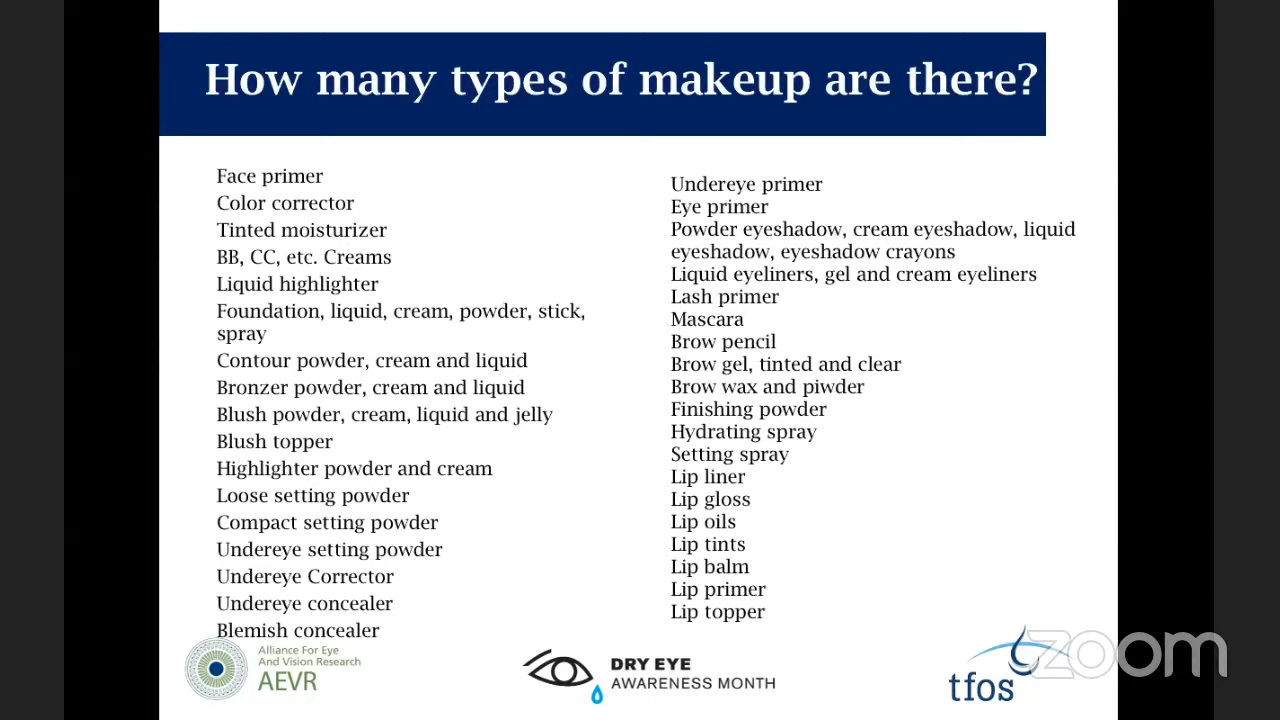 How many types of makeup are there?
Face primer
Color corrector
Tinted moisturizer
BB, CC, etc. Creams
Liquid highlighter
Foundation, liquid, cream, powder, stick,
spray
Contour powder, cream and liquid
Bronzer powder, cream and liquid
Blush powder, cream, liquid and jelly
Blush topper
Highlighter powder and cream
Loose setting powder
Compact setting powder
Undereye setting powder
Undereye Corrector
Undereye concealer
Blemish concealer
Undereye primer
Eye primer
Powder eyeshadow, cream eyeshadow, liquid
eyeshadow, eyeshadow crayons
Liquid eyeliners, gel and cream eyeliners
Lash primer
Mascara
Brow pencil
Brow gel, tinted and clear
Brow wax and piwder
Finishing powder
Hydrating spray
Setting spray
Lip liner
Lip gloss
Lip oils
Lip tints
Lip balm
Lip primer
Lip topper
Alliance For Eye
And Vision Research
AEVR
DRY EYE
AWARENESS MONTH
tfos
zoom